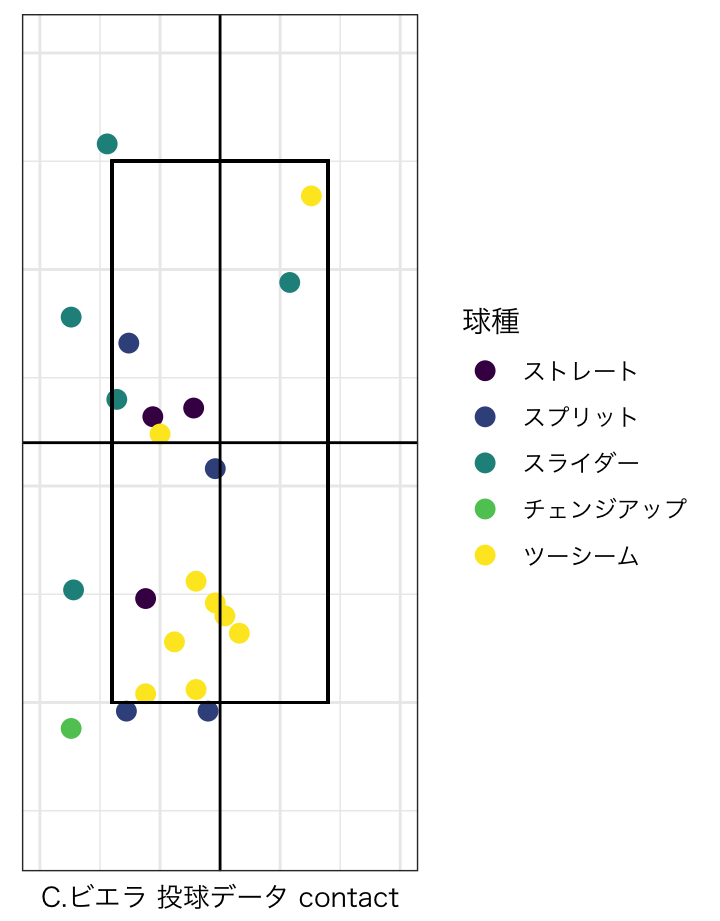 球種
ストレート
スプリット
スライダー
チェンジアップ
ツーシーム
C.ビエラ 投球データ contact